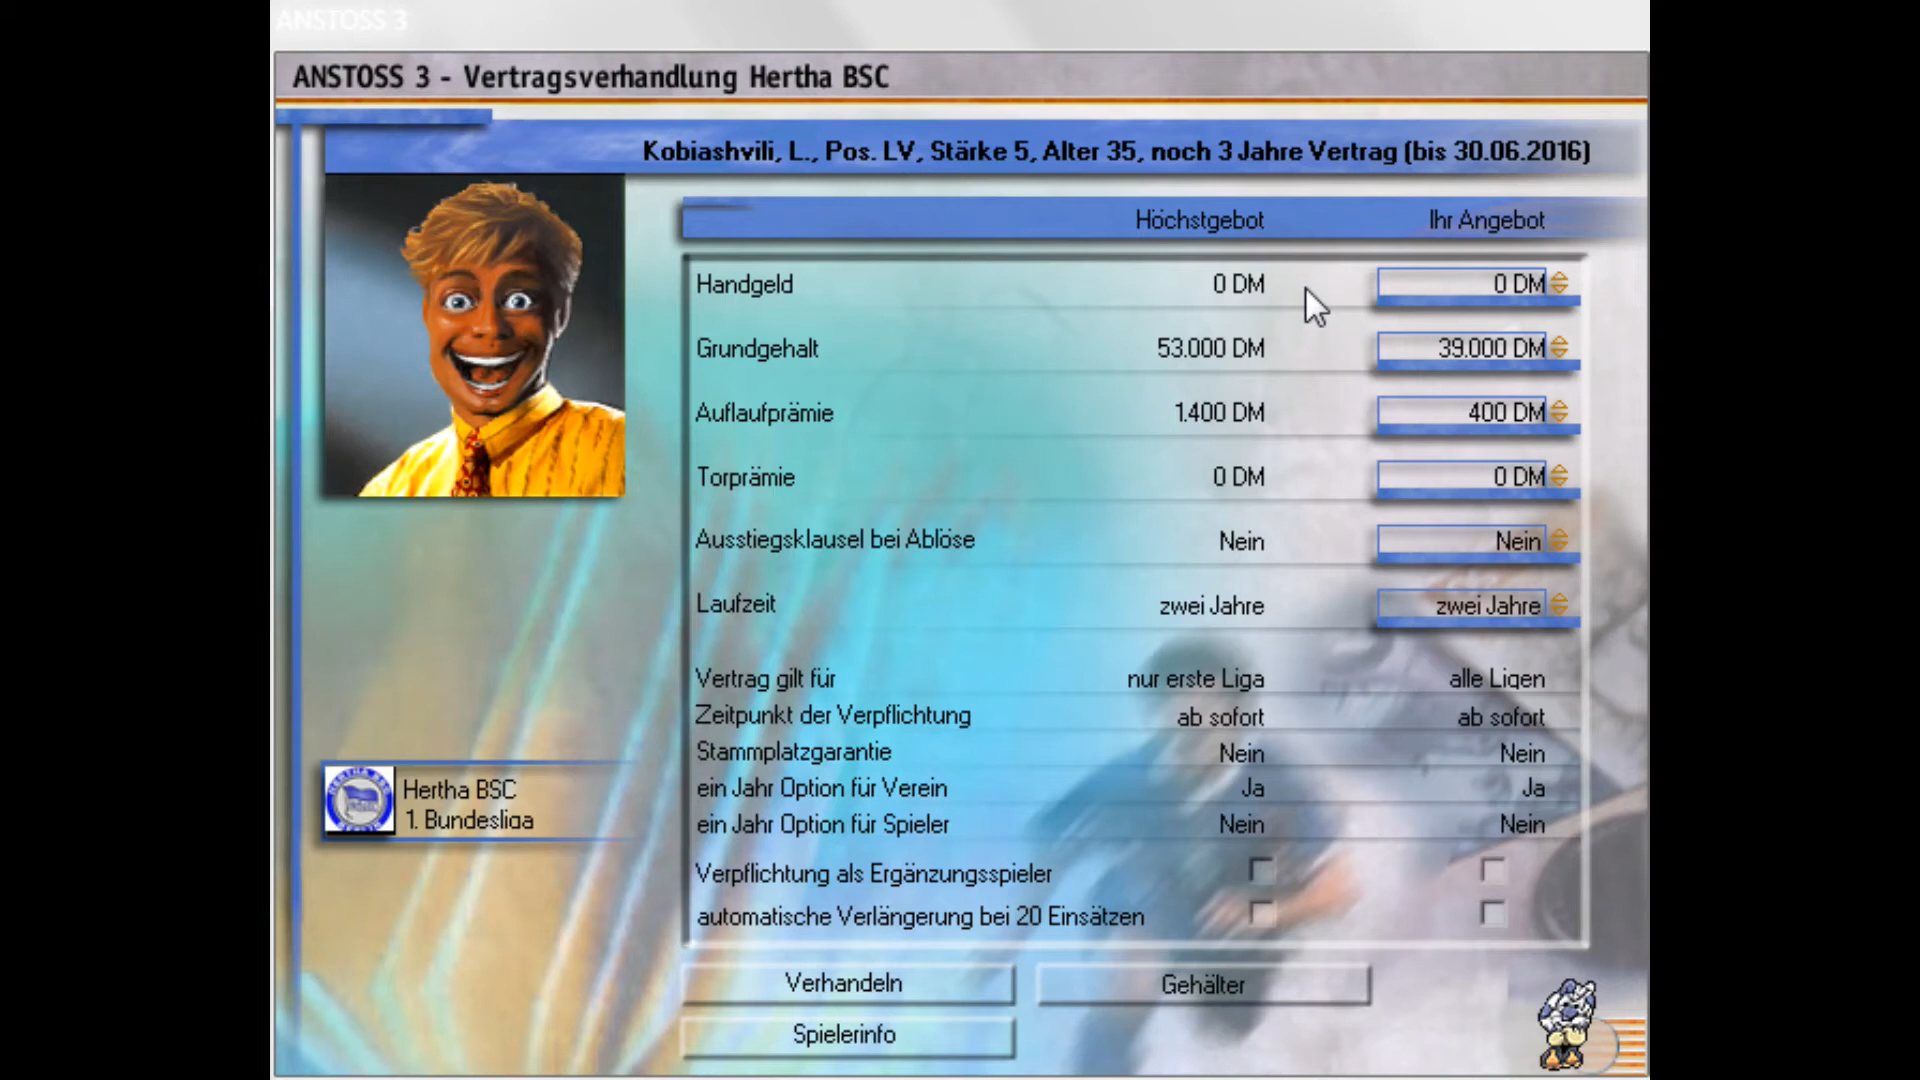 ANSTOSS 3
ANSTOSS 3 - Vertragsverhandlung Hertha BSC
Kobiashvili, L., Pos. LV, Stärke 5, Alter 35, noch 3 Jahre Vertrag (bis 30.06.2016)
Höchstgebot Ihr Angebot
Handgeld 0 DM 0 DM
Grundgehalt 53.000 DM 39.000 DM
Auflaufprämie 1.400 DM 400 DM
Torprämie 0 DM 0 DM
Ausstiegsklausel bei Ablöse Nein Nein
Laufzeit zwei Jahre zwei Jahre
Vertrag gilt für nur erste Liga alle Ligen
Zeitpunkt der Verpflichtung ab sofort ab sofort
Stammplatzgarantie Nein Nein
ein Jahr Option für Verein Ja Ja
ein Jahr Option für Spieler Nein Nein
Verpflichtung als Ergänzungsspieler
automatische Verlängerung bei 20 Einsätzen
Hertha BSC
1. Bundesliga
Verhandeln Gehälter
Spielerinfo